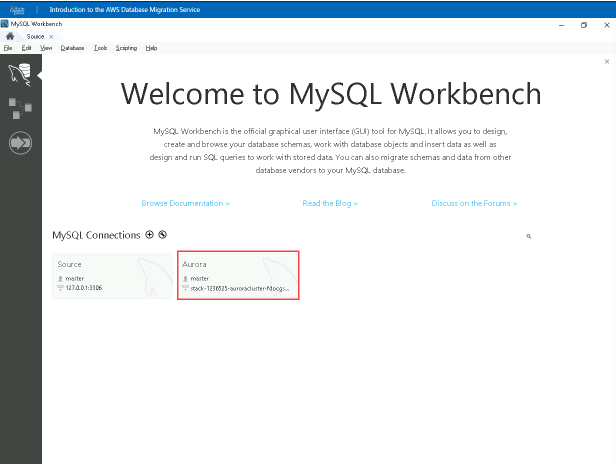 Introduction to the AWS Database Migration Service
MySQL Workbench
Source ×
File Edit View Database Tools Scripting Help
Welcome to MySQL Workbench
MySQL Workbench is the official graphical user interface (GUI) tool for MySQL. It allows you to design,
create and browse your database schemas, work with database objects and insert data as well as
design and run SQL queries to work with stored data. You can also migrate schemas and data from other
database vendors to your MySQL database.
Browse Documentation >
Read the Blog >
Discuss on the Forums >
MySQL Connections
Source
master
127.0.0.1:3306
Aurora
master
stack-1236525-auroracluster-fdocgs...